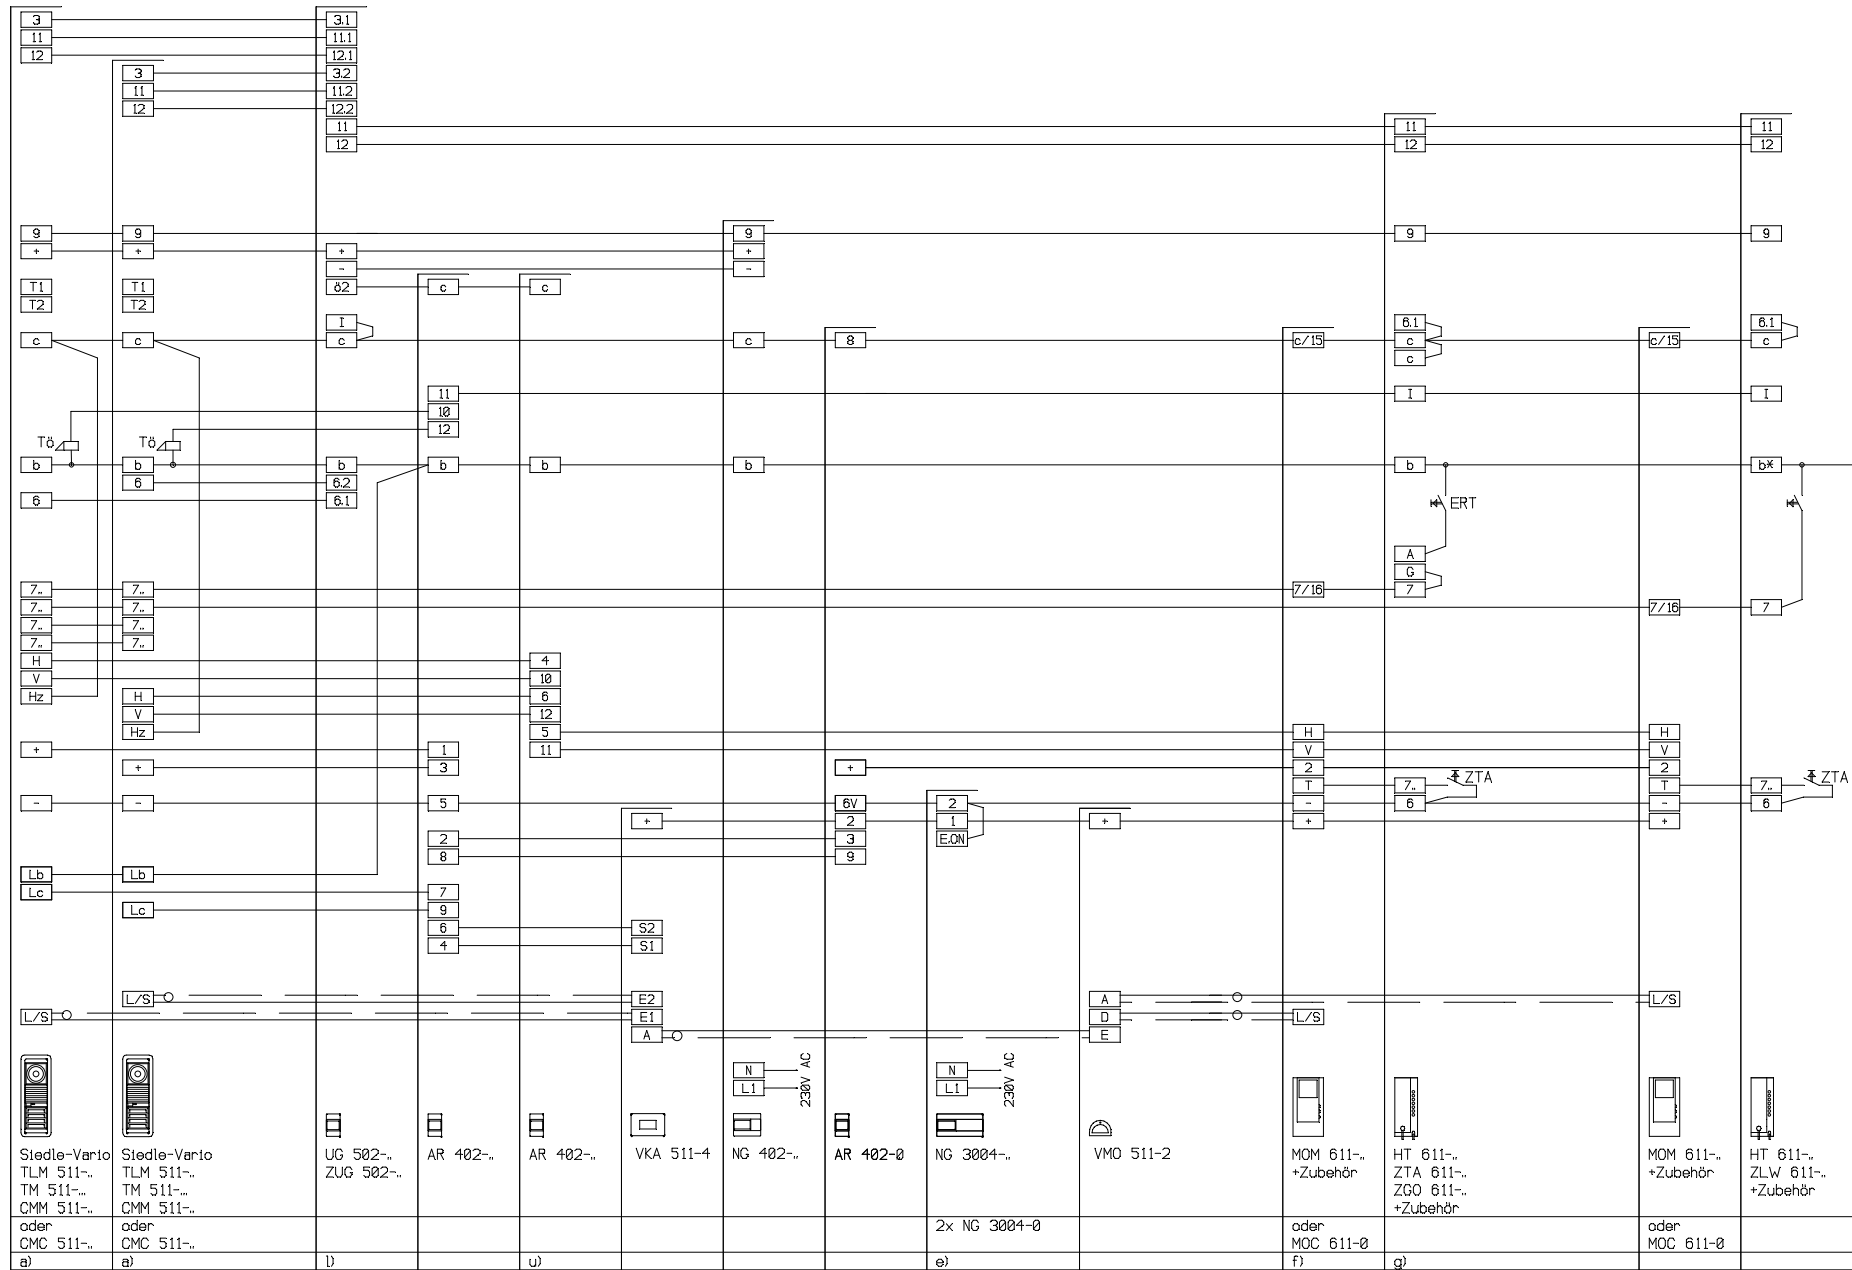 3 3.1
11 11.1
12 12.1
3 3.2
11 11.2
12 12.2
11 11 11
12 12 12
9 9 9 9 9
+ + + +
- -
T1 T1 ö2 c c
T2 T2
I 6.1 6.1
c c c c 8 c/15 c c/15 c
c
11 I I
10
12
Tö Tö
b b b b b b b b*
6 6.2
6 6.1
ERT
A
G
7.. 7.. 7/16 7
7.. 7.. 7/16 7
7.. 7..
7.. 7..
H 4
V 10
Hz H 6
V 12
Hz 5 H H
+ 1 11 V V
+ 3 + 2 2
T 7.. ZTA T 7.. ZTA
- - 5 6V 2 - 6 - 6
+ 2 1 + + +
2 3 E.ON
8 9
Lb Lb
Lc 7
Lc 9
6 S2
4 S1
L/S E2 A L/S
L/S E1 D L/S
A E
N N
L1 L1
230V AC 230V AC
Siedle-Vario Siedle-Vario UG 502-.. AR 402-.. AR 402-.. VKA 511-4 NG 402-.. AR 402-0 NG 3004-.. VMO 511-2 MOM 611-.. HT 611-.. MOM 611-.. HT 611-..
TLM 511-.. TLM 511-.. ZUG 502-.. +Zubehör ZTA 611-.. +Zubehör ZLW 611-..
TM 511-.. TM 511-.. ZGO 611-.. +Zubehör
CMM 511-.. CMM 511-.. +Zubehör
oder oder 2x NG 3004-0 oder oder
CMC 511-.. CMC 511-.. MOC 611-0 MOC 611-0
a) a) l) u) e) f) g)